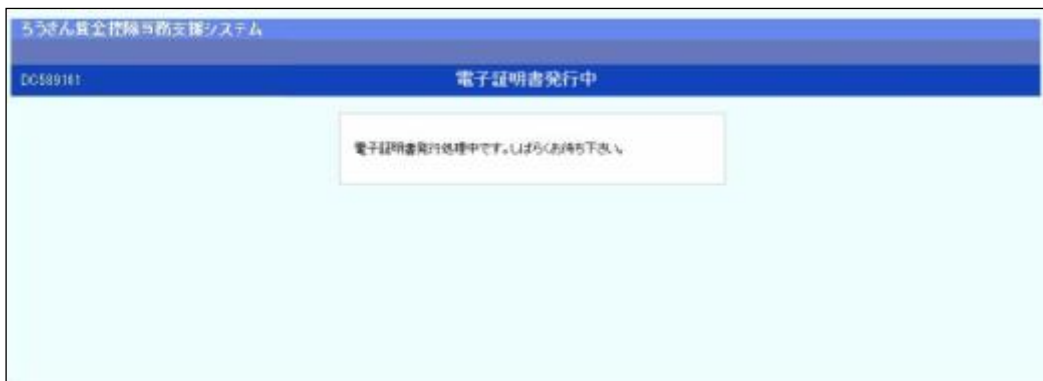 ろうきん賃金控除事務支援システム
DCS89101
電子証明書発行中
電子証明書発行処理中です。しばらくお待ち下さい。